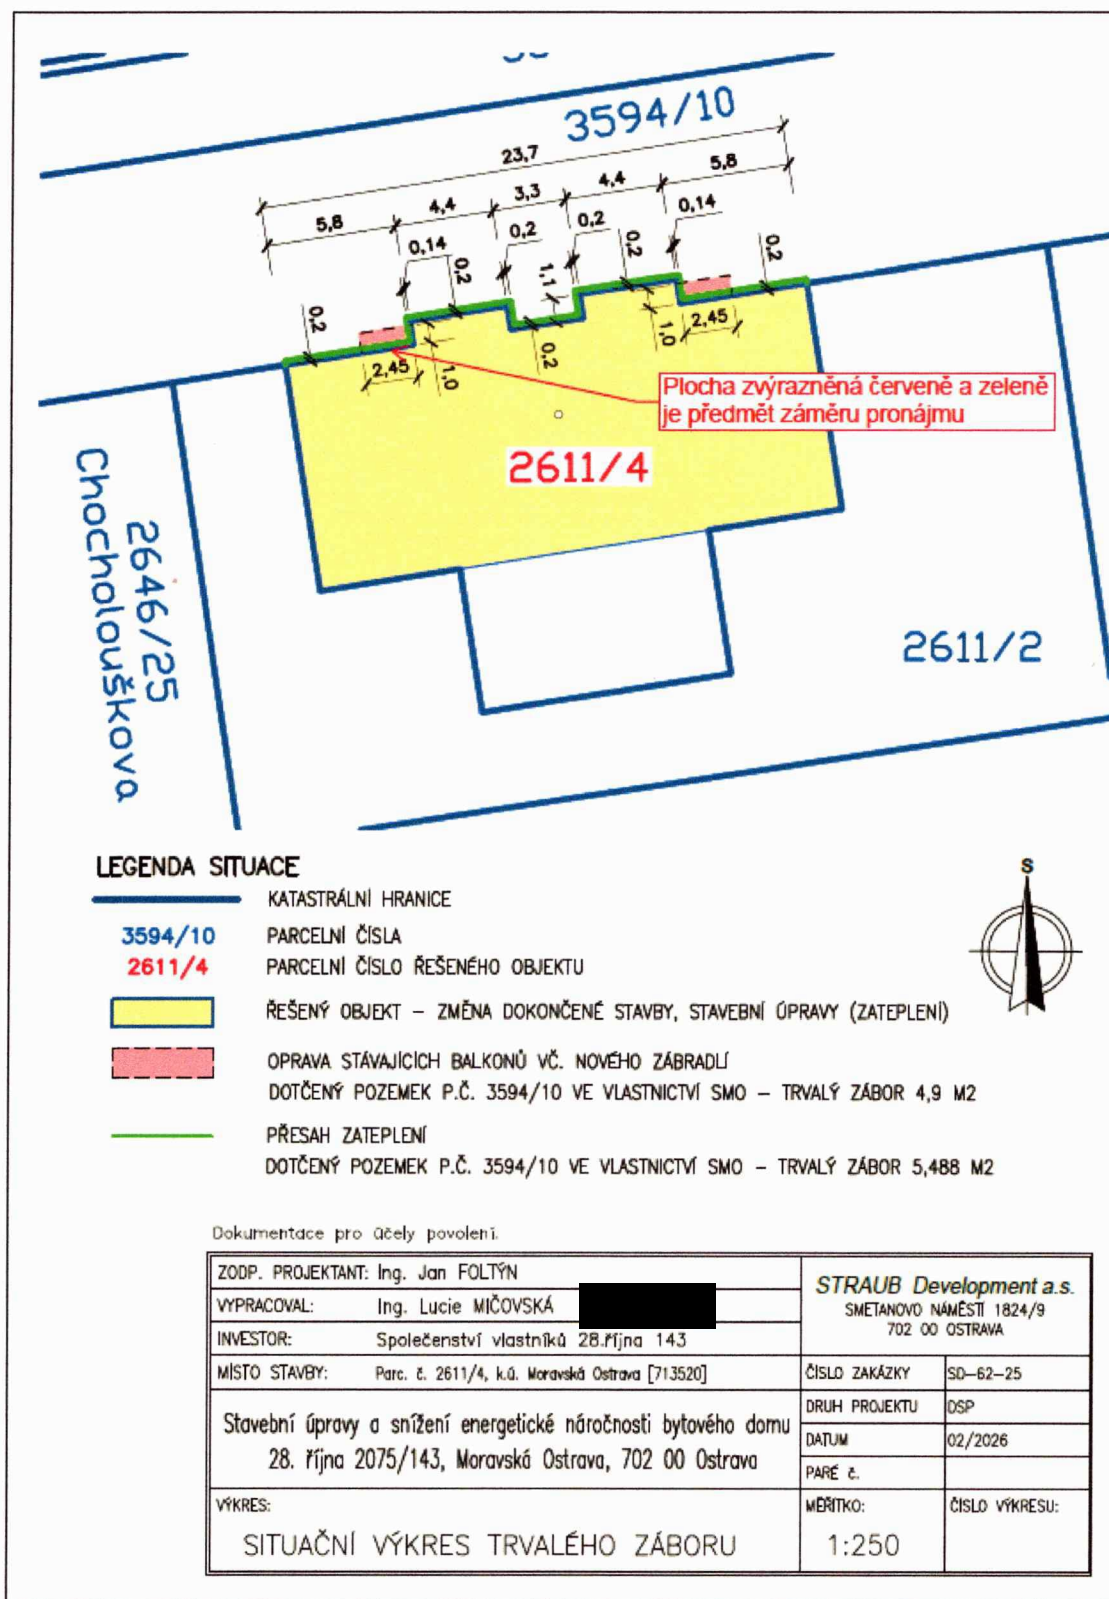 3594/10
23,7
5,8
4,4
3,3
4,4
5,8
0,14
0,2
0,2
0,2
0,2
0,14
0,2
0,2
1,1
0,2
2,45
1,0
1,0
2,45
Plocha zvýrazněná červeně a zeleně
je předmět záměru pronájmu
2611/4
2646/25
Chocholouškova
2611/2
LEGENDA SITUACE
KATASTRÁLNÍ HRANICE
3594/10 PARCELNÍ ČÍSLA
2611/4 PARCELNÍ ČÍSLO ŘEŠENÉHO OBJEKTU
ŘEŠENÝ OBJEKT – ZMĚNA DOKONČENÉ STAVBY, STAVEBNÍ ÚPRAVY (ZATEPLENÍ)
OPRAVA STÁVAJÍCÍCH BALKONŮ VČ. NOVÉHO ZÁBRADLÍ
DOTČENÝ POZEMEK P.Č. 3594/10 VE VLASTNICTVÍ SMO – TRVALÝ ZÁBOR 4,9 M2
PŘESAH ZATEPLENÍ
DOTČENÝ POZEMEK P.Č. 3594/10 VE VLASTNICTVÍ SMO – TRVALÝ ZÁBOR 5,488 M2
S
Dokumentace pro účely povolení.
ZODP. PROJEKTANT: Ing. Jan FOLTÝN
VYPRACOVAL: Ing. Lucie MIČOVSKÁ
INVESTOR: Společenství vlastníků 28.října 143
MÍSTO STAVBY: Parc. č. 2611/4, k.ú. Moravská Ostrava [713520]
STRAUB Development a.s.
SMETANOVO NÁMĚSTÍ 1824/9
702 00 OSTRAVA
ČÍSLO ZAKÁZKY SD–62–25
DRUH PROJEKTU DSP
DATUM 02/2026
PARÉ č.
Stavební úpravy a snížení energetické náročnosti bytového domu
28. října 2075/143, Moravská Ostrava, 702 00 Ostrava
VÝKRES:
SITUAČNÍ VÝKRES TRVALÉHO ZÁBORU
MĚŘÍTKO:
1:250
ČÍSLO VÝKRESU: